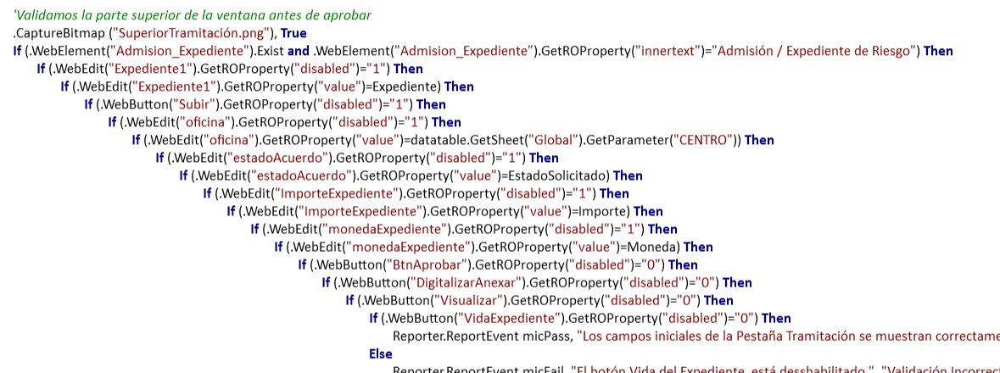 'Validamos la parte superior de la ventana antes de aprobar
.CaptureBitmap ("SuperiorTramitación.png"), True
If (.WebElement("Admision_Expediente").Exist and .WebElement("Admision_Expediente").GetROProperty("innertext")="Admisión / Expediente de Riesgo") Then
If (.WebEdit("Expediente1").GetROProperty("disabled")="1") Then
If (.WebEdit("Expediente1").GetROProperty("value")=Expediente) Then
If (.WebButton("Subir").GetROProperty("disabled")="1") Then
If (.WebEdit("oficina").GetROProperty("disabled")="1") Then
If (.WebEdit("oficina").GetROProperty("value")=datatable.GetSheet("Global").GetParameter("CENTRO")) Then
If (.WebEdit("estadoAcuerdo").GetROProperty("disabled")="1") Then
If (.WebEdit("estadoAcuerdo").GetROProperty("value")=EstadoSolicitado) Then
If (.WebEdit("ImporteExpediente").GetROProperty("disabled")="1") Then
If (.WebEdit("ImporteExpediente").GetROProperty("value")=Importe) Then
If (.WebEdit("monedaExpediente").GetROProperty("disabled")="1") Then
If (.WebEdit("monedaExpediente").GetROProperty("value")=Moneda) Then
If (.WebButton("BtnAprobar").GetROProperty("disabled")="0") Then
If (.WebButton("DigitalizarAnexar").GetROProperty("disabled")="0") Then
If (.WebButton("Visualizar").GetROProperty("disabled")="0") Then
If (.WebButton("VidaExpediente").GetROProperty("disabled")="0") Then
Reporter.ReportEvent micPass, "Los campos iniciales de la Pestaña Tramitación se muestran correctame
Else
Reporter.ReportEvent micFail, "El botón Vida del Expediente, está desshabilitado.", "Validación Incorrect